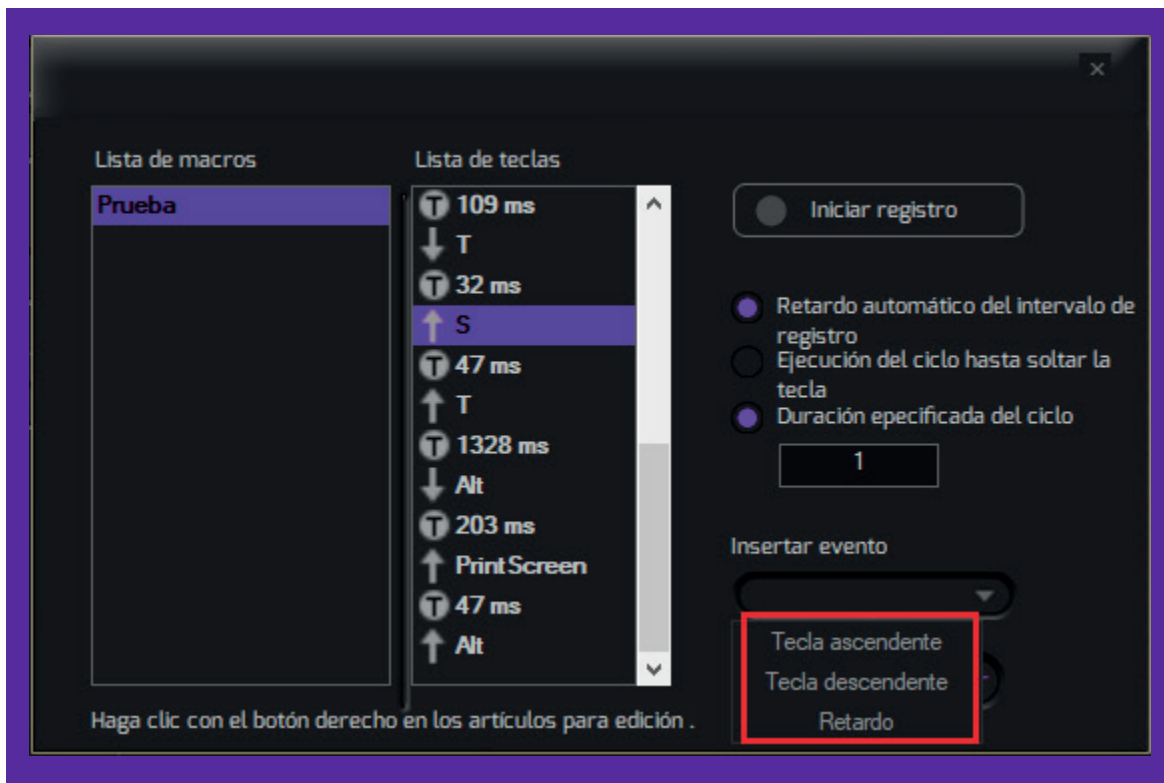 Lista de macros
Prueba
Lista de teclas
109 ms
T
32 ms
S
47 ms
T
1328 ms
Alt
203 ms
PrintScreen
47 ms
Alt
Iniciar registro
Retardo automático del intervalo de
registro
Ejecución del ciclo hasta soltar la
tecla
Duración epecificada del ciclo
1
Insertar evento
Tecla ascendente
Tecla descendente
Retardo
Haga clic con el botón derecho en los artículos para edición .